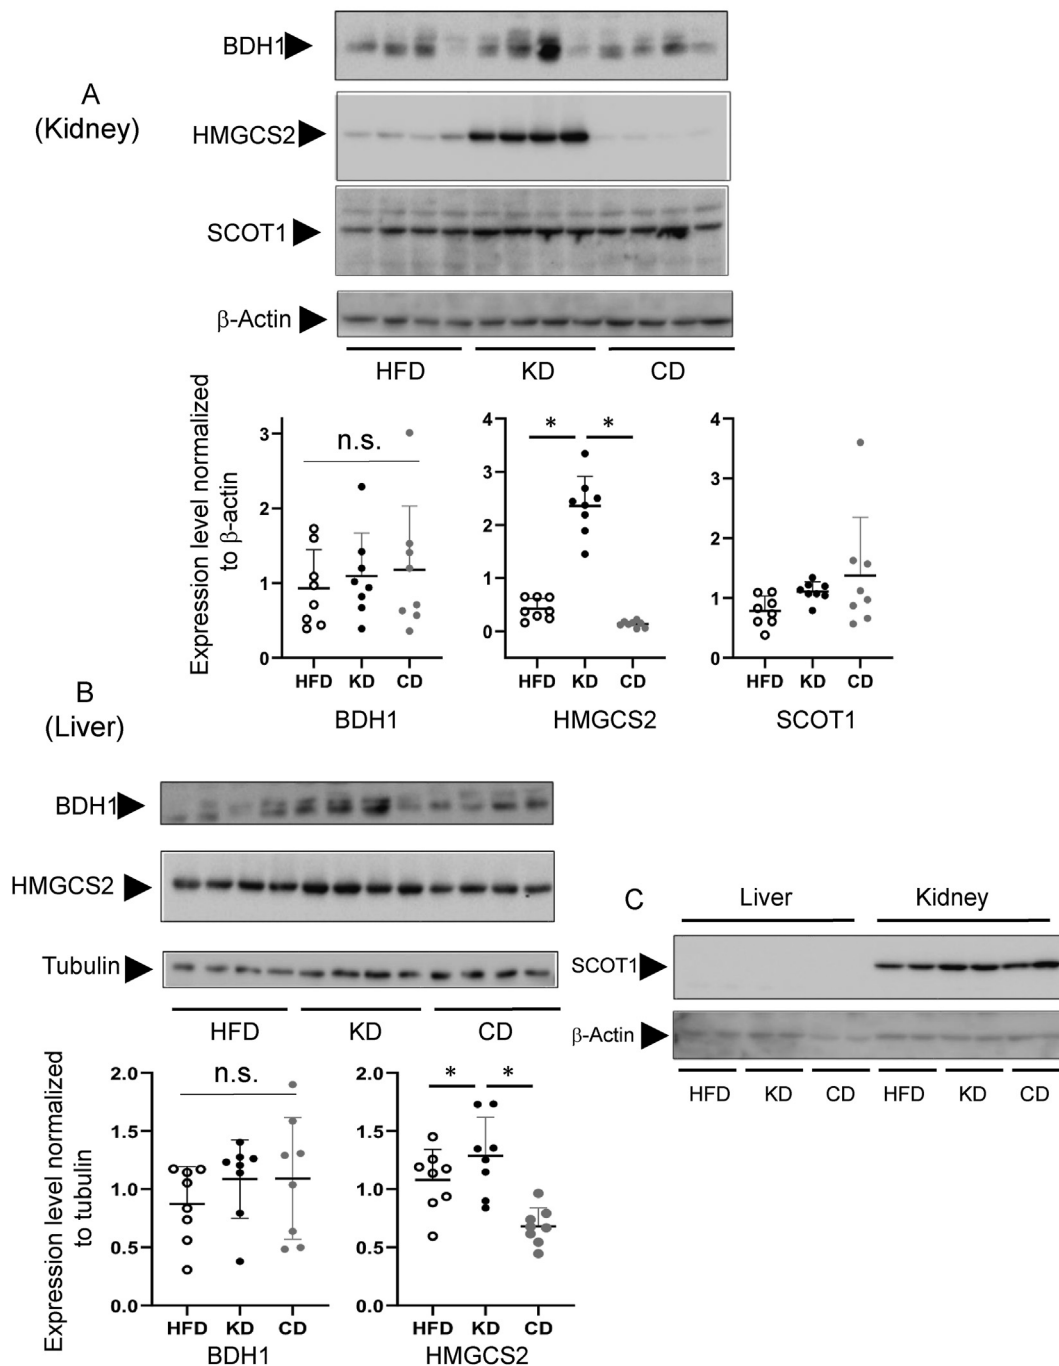 A
(Kidney)
BDH1
HMGCS2
SCOT1
β-Actin
HFD KD CD
Expression level normalized
to β-actin
3
2
1
0
n.s.
HFD KD CD
BDH1
4
3
2
1
0
* *
HFD KD CD
HMGCS2
4
3
2
1
0
HFD KD CD
SCOT1
B
(Liver)
BDH1
HMGCS2
Tubulin
HFD KD CD
Expression level normalized
to tubulin
2.0
1.5
1.0
0.5
0.0
n.s.
HFD KD CD
BDH1
2.0
1.5
1.0
0.5
0.0
* *
HFD KD CD
HMGCS2
C
Liver Kidney
SCOT1
β-Actin
HFD KD CD HFD KD CD